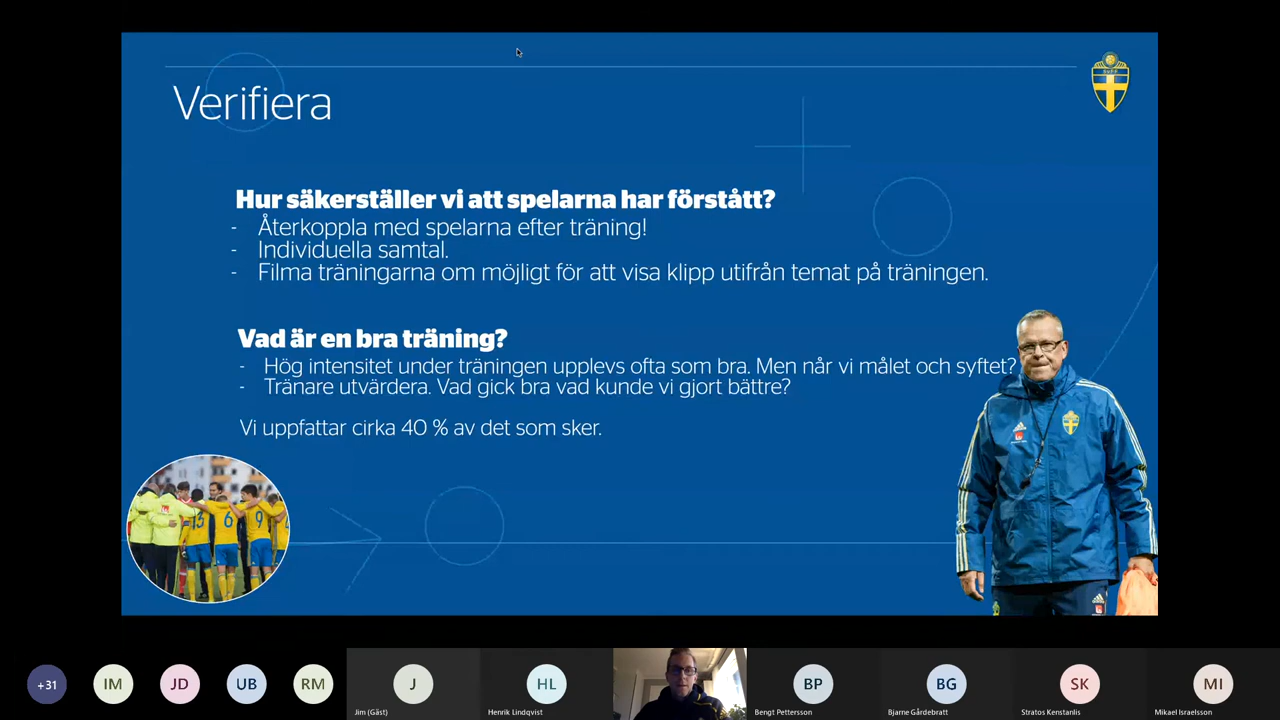 Verifiera
Hur säkerställer vi att spelarna har förstått?
- Återkoppla med spelarna efter träning!
- Individuella samtal.
- Filma träningarna om möjligt för att visa klipp utifrån temat på träningen.
Vad är en bra träning?
- Hög intensitet under träningen upplevs ofta som bra. Men når vi målet och syftet?
- Tränare utvärdera. Vad gick bra vad kunde vi gjort bättre?
Vi uppfattar cirka 40 % av det som sker.
13 6 9
+31 IM JD UB RM J HL BP BG SK MI
Jim (Gäst) Henrik Lindqvist Bengt Pettersson Bjarne Gårdebratt Stratos Kenstanlis Mikael Israelsson